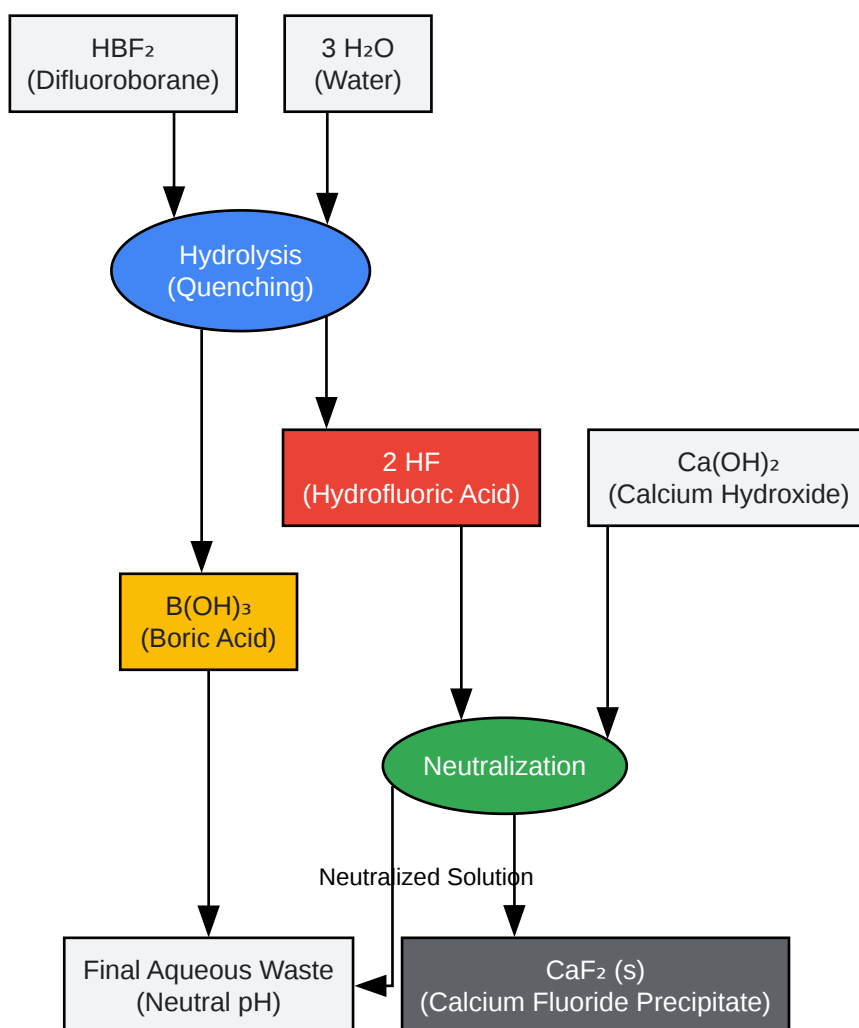 HBF₂
(Difluoroborane)
3 H₂O
(Water)
Hydrolysis
(Quenching)
2 HF
(Hydrofluoric Acid)
Ca(OH)₂
(Calcium Hydroxide)
B(OH)₃
(Boric Acid)
Neutralization
Neutralized Solution
Final Aqueous Waste
(Neutral pH)
CaF₂ (s)
(Calcium Fluoride Precipitate)